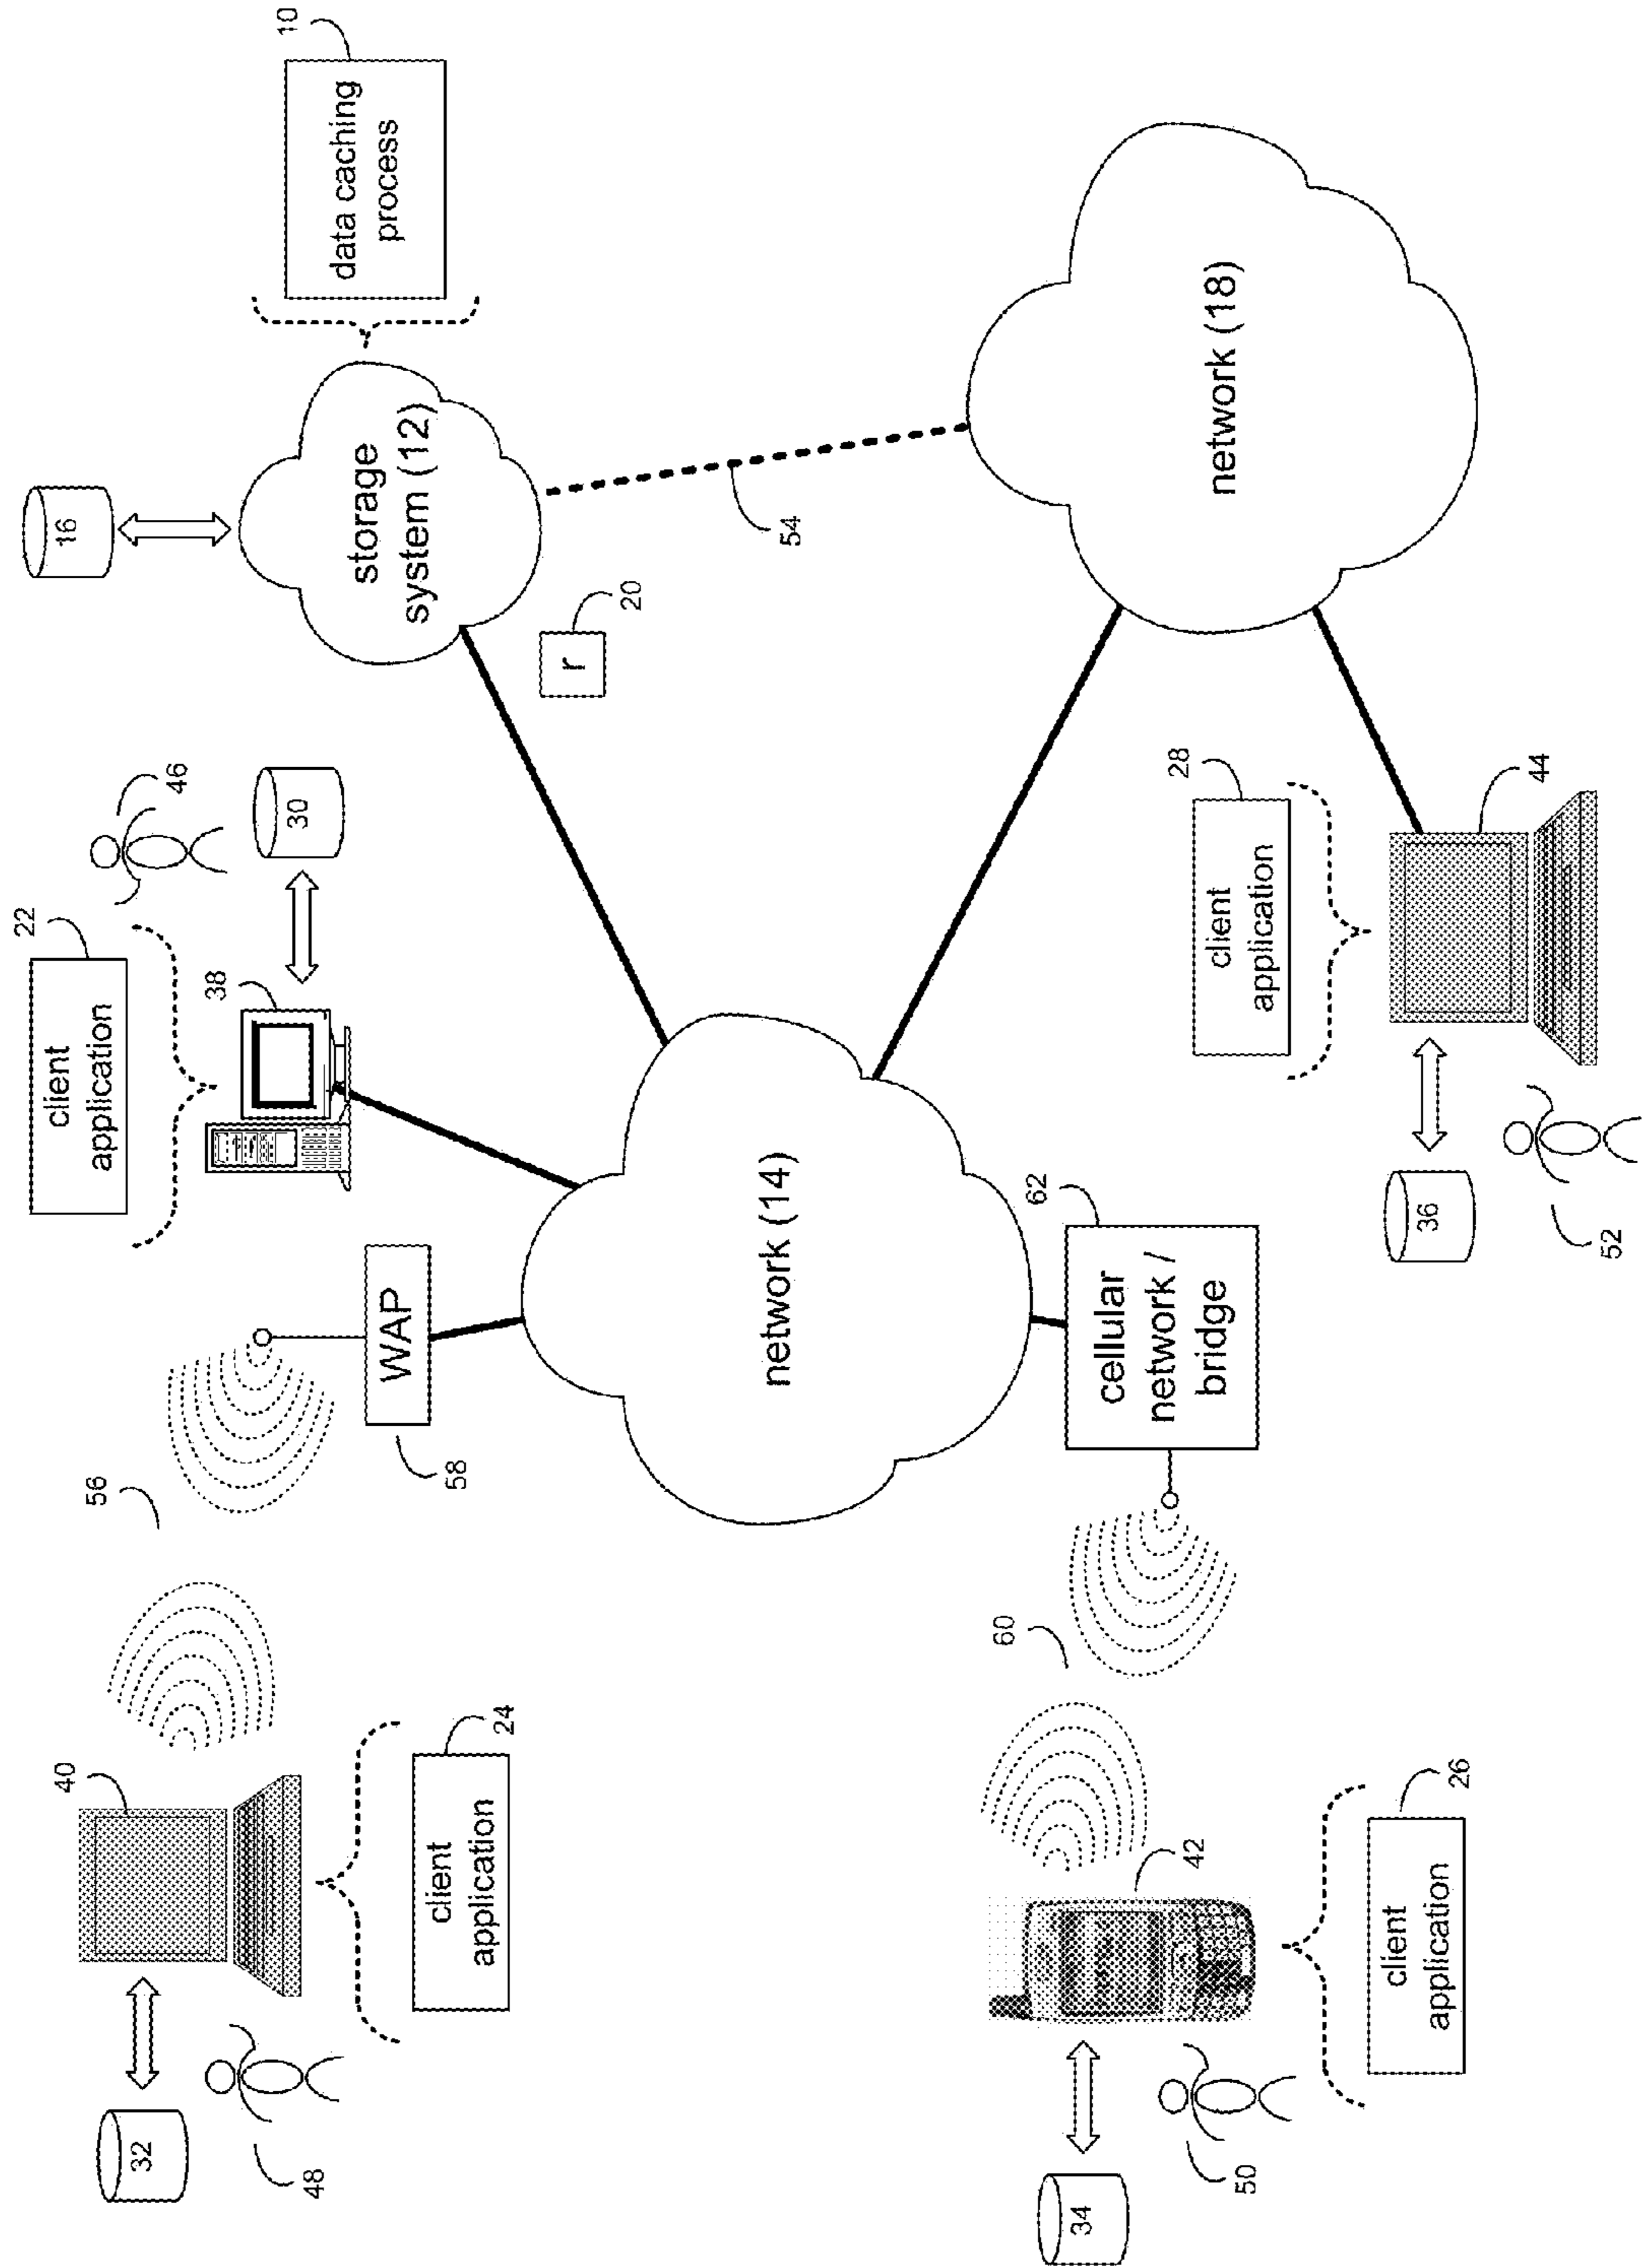 32
48
40
client
application
24
56
58
WAP
client
application
22
38
46
30
16
storage
system (12)
data caching
process
10
r
20
54
network (14)
network (18)
34
50
42
client
application
26
60
cellular
network /
bridge
62
36
52
client
application
28
44